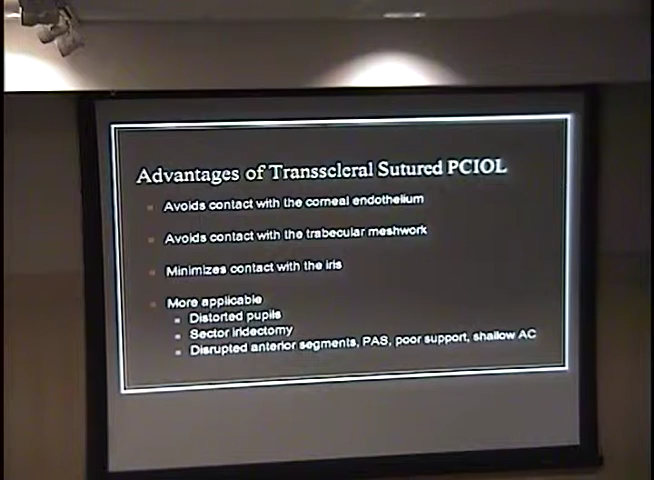 Advantages of Transscleral Sutured PCIOL
Avoids contact with the corneal endothelium
Avoids contact with the trabecular meshwork
Minimizes contact with the iris
More applicable
Distorted pupils
Sector iridectomy
Disrupted anterior segments, PAS, poor support, shallow AC